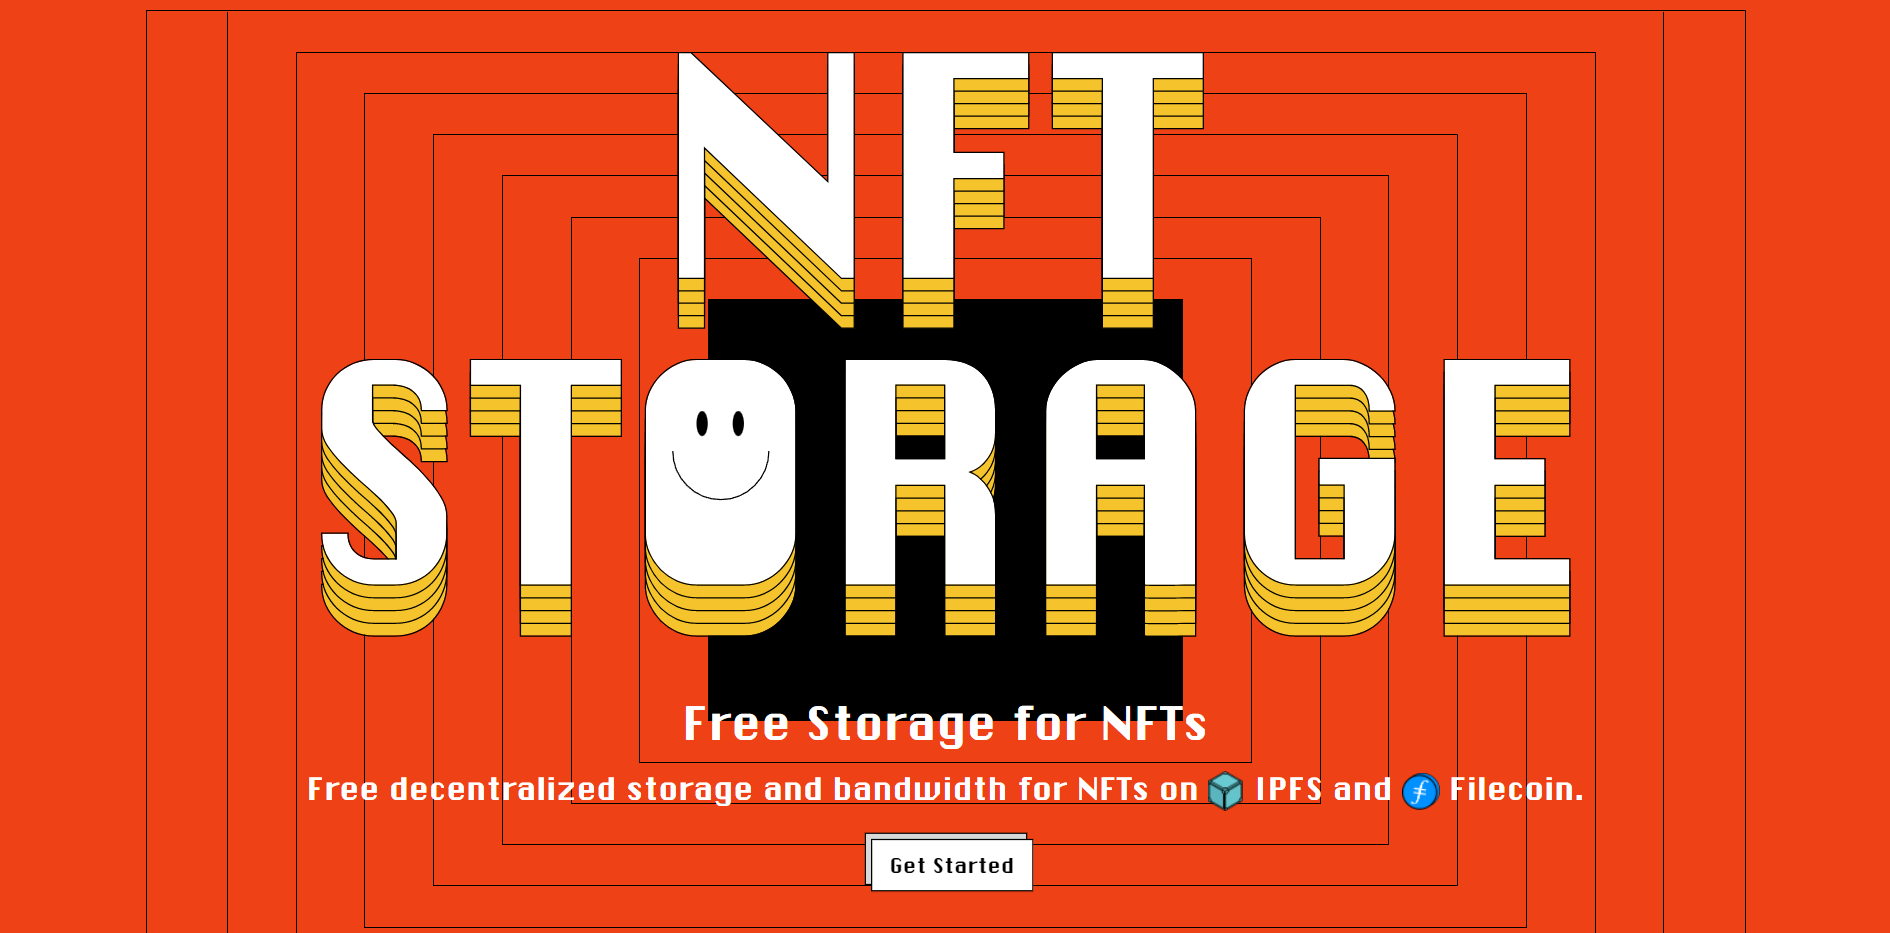 NFT
STORAGE
Free Storage for NFTs
Free decentralized storage and bandwidth for NFTs on IPFS and Filecoin.
Get Started